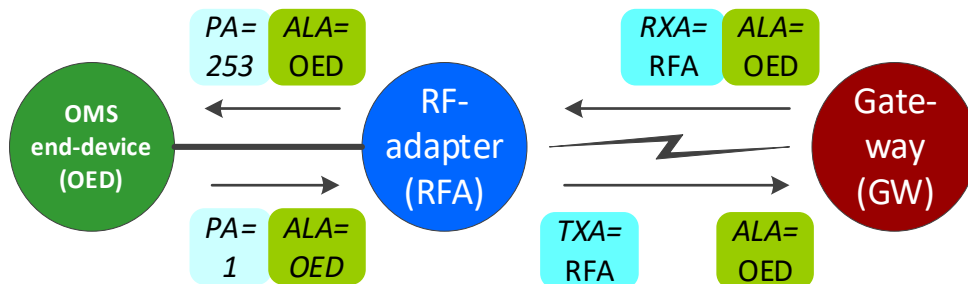 PA= ALA=
253 OED
RXA= ALA=
RFA OED
OMS
end-device
(OED)
RF-
adapter
(RFA)
Gate-
way
(GW)
PA= ALA=
1 OED
TXA= ALA=
RFA OED